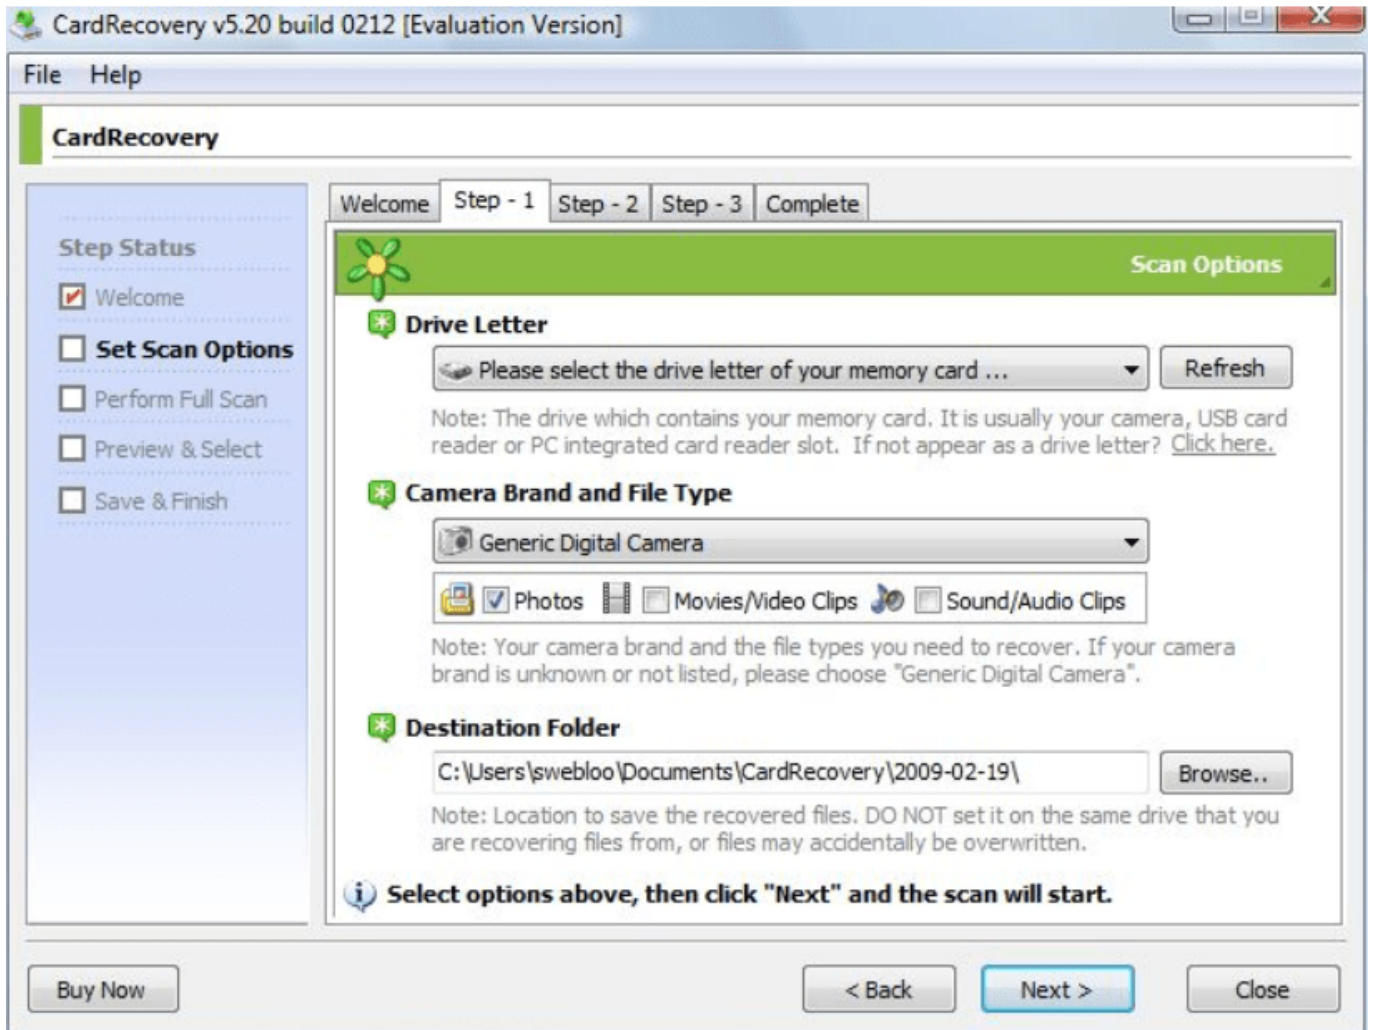 CardRecovery v5.20 build 0212 [Evaluation Version]
File Help
CardRecovery
Welcome Step - 1 Step - 2 Step - 3 Complete
Step Status
Welcome
Set Scan Options
Perform Full Scan
Preview & Select
Save & Finish
Scan Options
Drive Letter
Please select the drive letter of your memory card ... Refresh
Note: The drive which contains your memory card. It is usually your camera, USB card
reader or PC integrated card reader slot. If not appear as a drive letter? Click here.
Camera Brand and File Type
Generic Digital Camera
Photos Movies/Video Clips Sound/Audio Clips
Note: Your camera brand and the file types you need to recover. If your camera
brand is unknown or not listed, please choose "Generic Digital Camera".
Destination Folder
C:\Users\swebloo\Documents\CardRecovery\2009-02-19\ Browse..
Note: Location to save the recovered files. DO NOT set it on the same drive that you
are recovering files from, or files may accidentally be overwritten.
Select options above, then click "Next" and the scan will start.
Buy Now < Back Next > Close